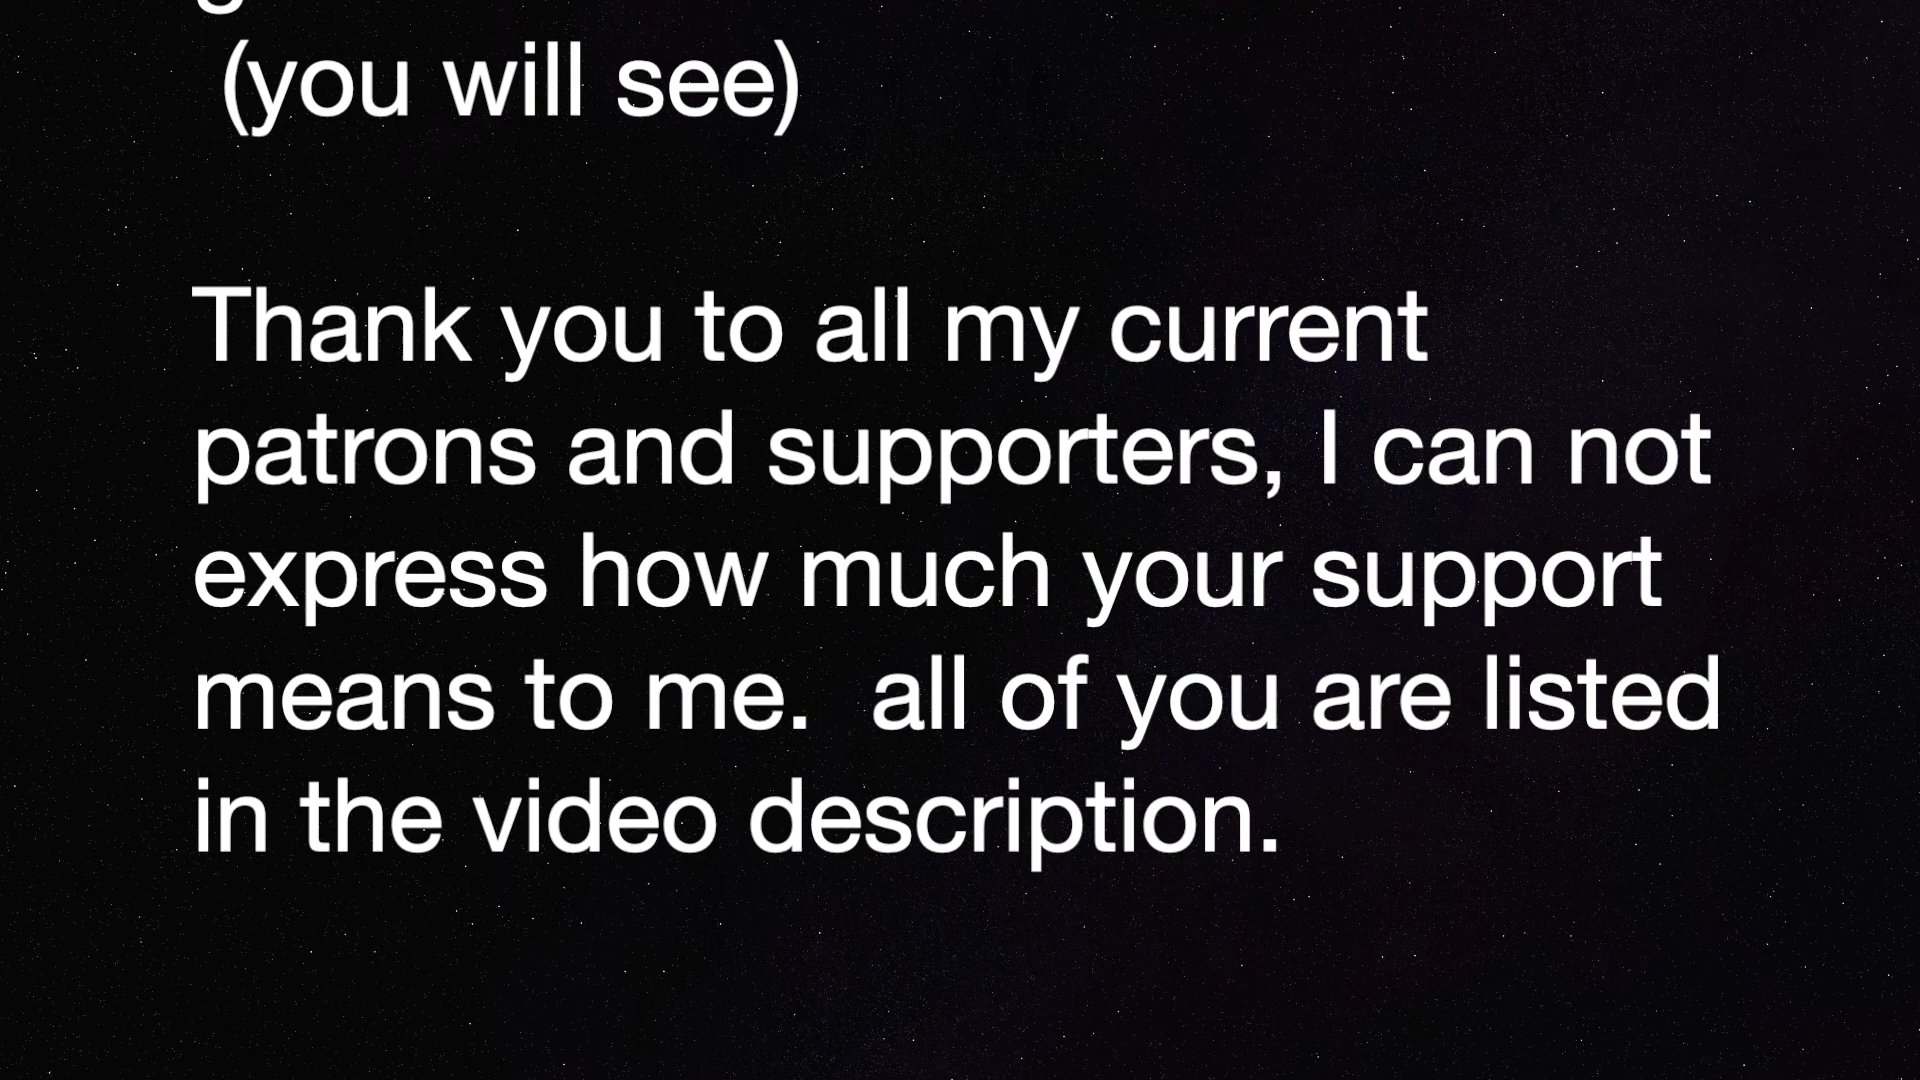 (you will see)
Thank you to all my current
patrons and supporters, I can not
express how much your support
means to me.  all of you are listed
in the video description.